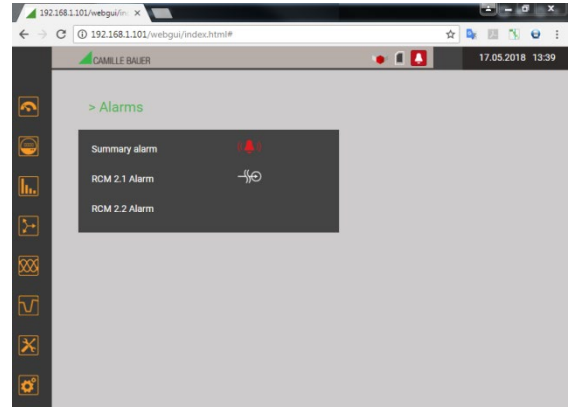 192.168.1.101/webgui/in
192.168.1.101/webgui/index.html#
CAMILLE BAUER
17.05.2018 13:39
> Alarms
Summary alarm
RCM 2.1 Alarm
RCM 2.2 Alarm